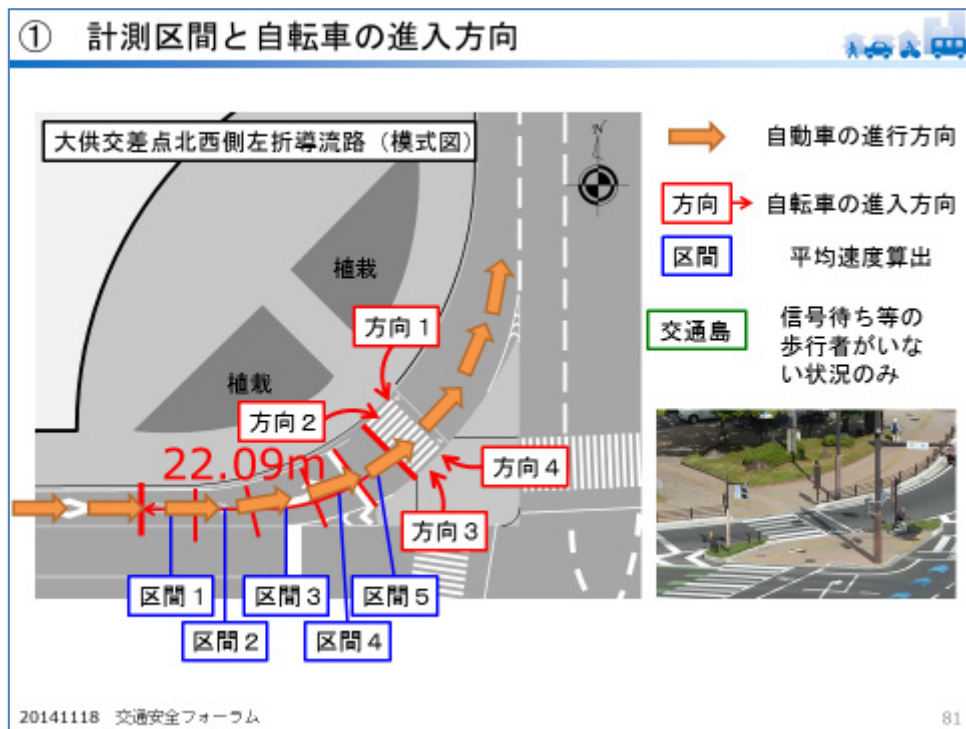 ① 計測区間と自転車の進入方向
大供交差点北西側左折導流路（模式図）
N
植栽
植栽
方向１
方向２
22.09m
方向４
方向３
区間１
区間３
区間５
区間２
区間４
自動車の進行方向
方向
自転車の進入方向
区間
平均速度算出
交通島
信号待ち等の
歩行者がいな
い状況のみ
20141118 交通安全フォーラム
81